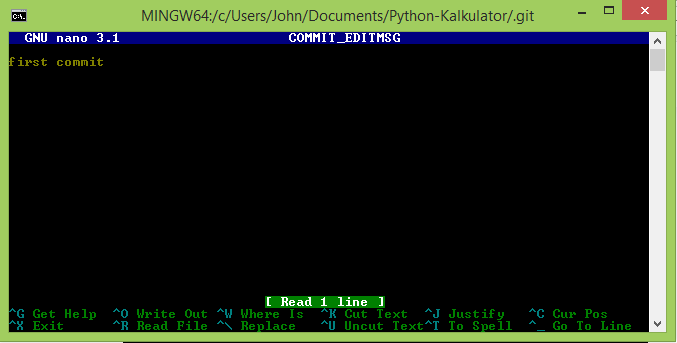 MINGW64:/c/Users/John/Documents/Python-Kalkulator/.git
GNU nano 3.1 COMMIT_EDITMSG
first commit
[ Read 1 line ]
^G Get Help ^O Write Out ^W Where Is ^K Cut Text ^J Justify ^C Cur Pos
^X Exit ^R Read File ^\ Replace ^U Uncut Text ^T To Spell ^_ Go To Line